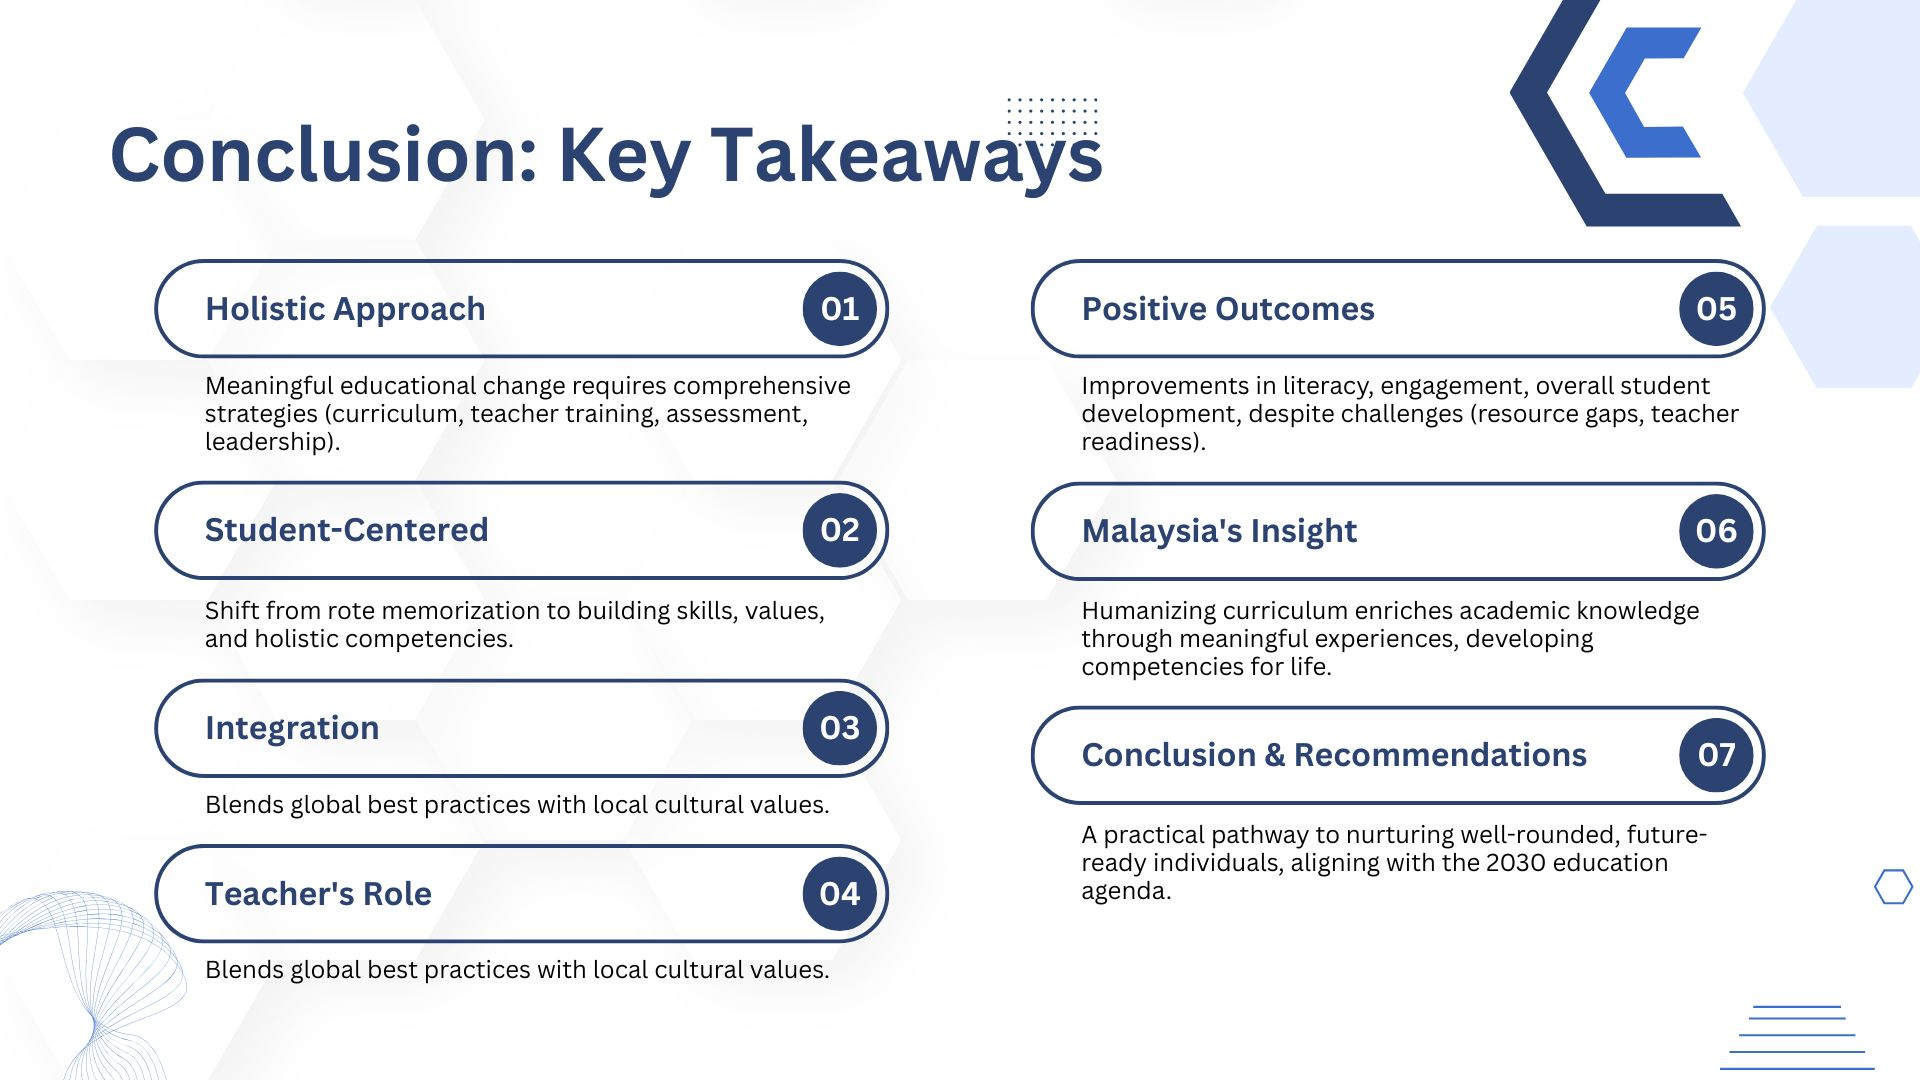 Conclusion: Key Takeaways
Holistic Approach
01
Meaningful educational change requires comprehensive
strategies (curriculum, teacher training, assessment,
leadership).
Student-Centered
02
Shift from rote memorization to building skills, values,
and holistic competencies.
Integration
03
Blends global best practices with local cultural values.
Teacher's Role
04
Blends global best practices with local cultural values.
Positive Outcomes
05
Improvements in literacy, engagement, overall student
development, despite challenges (resource gaps, teacher
readiness).
Malaysia's Insight
06
Humanizing curriculum enriches academic knowledge
through meaningful experiences, developing
competencies for life.
Conclusion & Recommendations
07
A practical pathway to nurturing well-rounded, future-
ready individuals, aligning with the 2030 education
agenda.